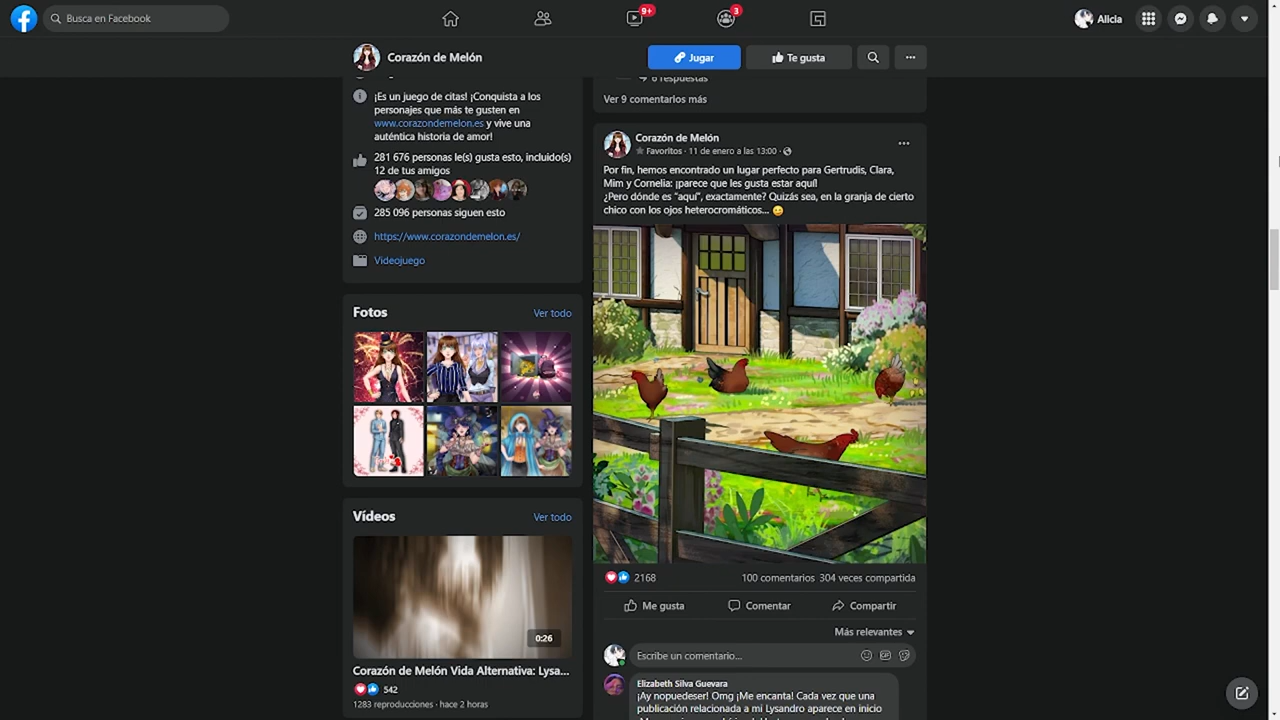 Busca en Facebook
9+
3
Alicia
Corazón de Melón
Jugar
Te gusta
¡Es un juego de citas! ¡Conquista a los
personajes que más te gusten en
www.corazondemelon.es y vive una
auténtica historia de amor!
281 676 personas le(s) gusta esto, incluido(s)
12 de tus amigos
285 096 personas siguen esto
https://www.corazondemelon.es/
Videojuego
Fotos
Ver todo
Vídeos
Ver todo
0:26
Corazón de Melón Vida Alternativa: Lysa...
542
1283 reproducciones · hace 2 horas
6 respuestas
Ver 9 comentarios más
Corazón de Melón
Favoritos · 11 de enero a las 13:00 ·
Por fin, hemos encontrado un lugar perfecto para Gertrudis, Clara,
Mim y Cornelia: ¡parece que les gusta estar aquí!
¿Pero dónde es “aquí”, exactamente? Quizás sea, en la granja de cierto
chico con los ojos heterocromáticos...
2168
100 comentarios 304 veces compartida
Me gusta
Comentar
Compartir
Más relevantes
Escribe un comentario...
GIF
Elizabeth Silva Guevara
¡Ay nopuedeser! Omg ¡Me encanta! Cada vez que una
publicación relacionada a mi Lysandro aparece en inicio